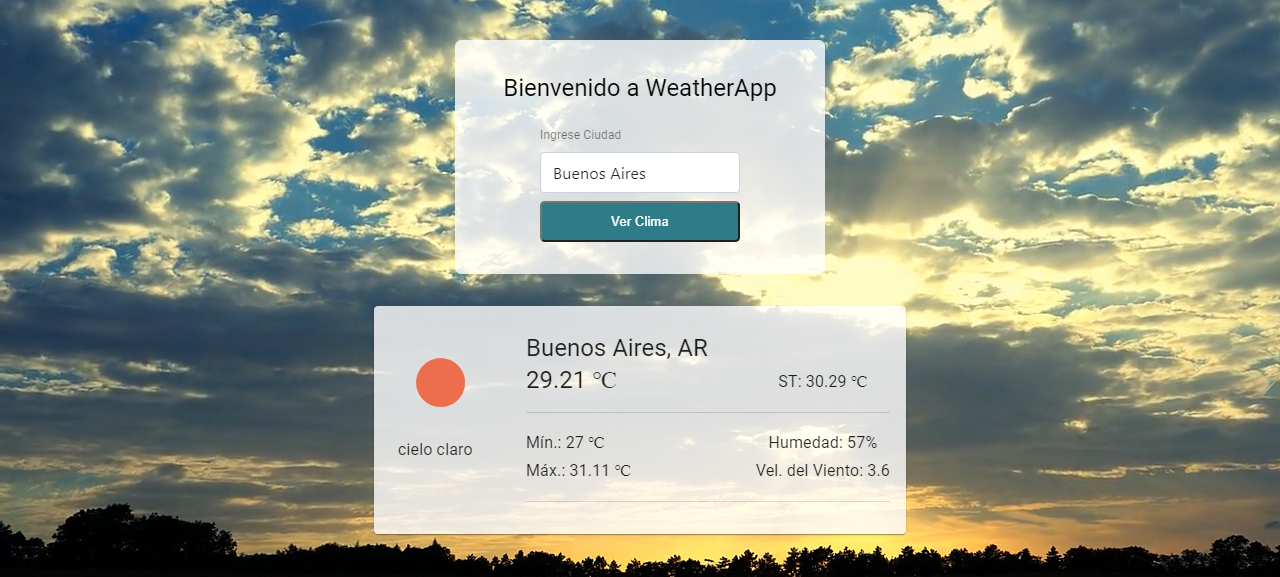 Bienvenido a WeatherApp
Ingrese Ciudad
Buenos Aires
Ver Clima
Buenos Aires, AR
29.21 ℃
ST: 30.29 ℃
cielo claro
Mín.: 27 ℃
Humedad: 57%
Máx.: 31.11 ℃
Vel. del Viento: 3.6